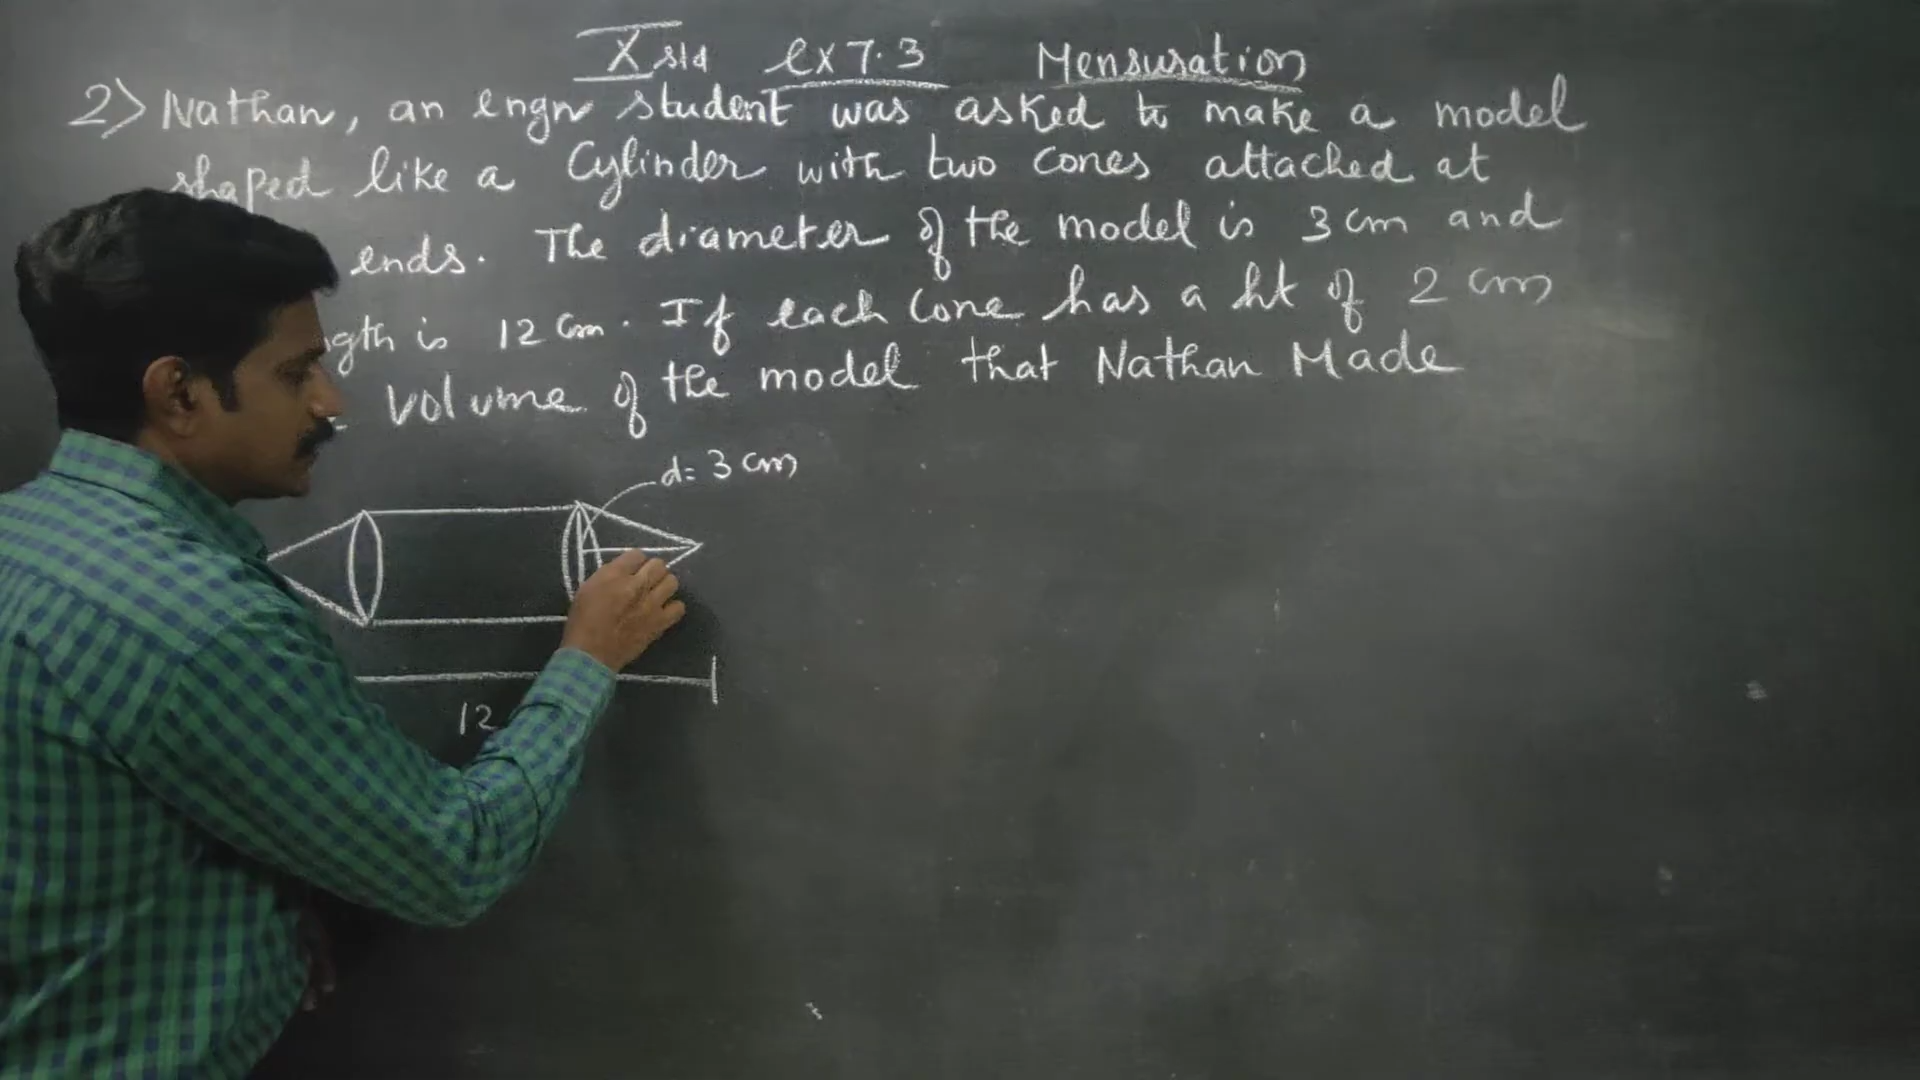 X std ex 7.3 Mensuration
2) Nathan, an engn student was asked to make a model
shaped like a Cylinder with two cones attached at
ends. The diameter of the model is 3 cm and
gth is 12 cm. If each Cone has a ht of 2 cm
volume of the model that Nathan Made
d= 3 cm
12